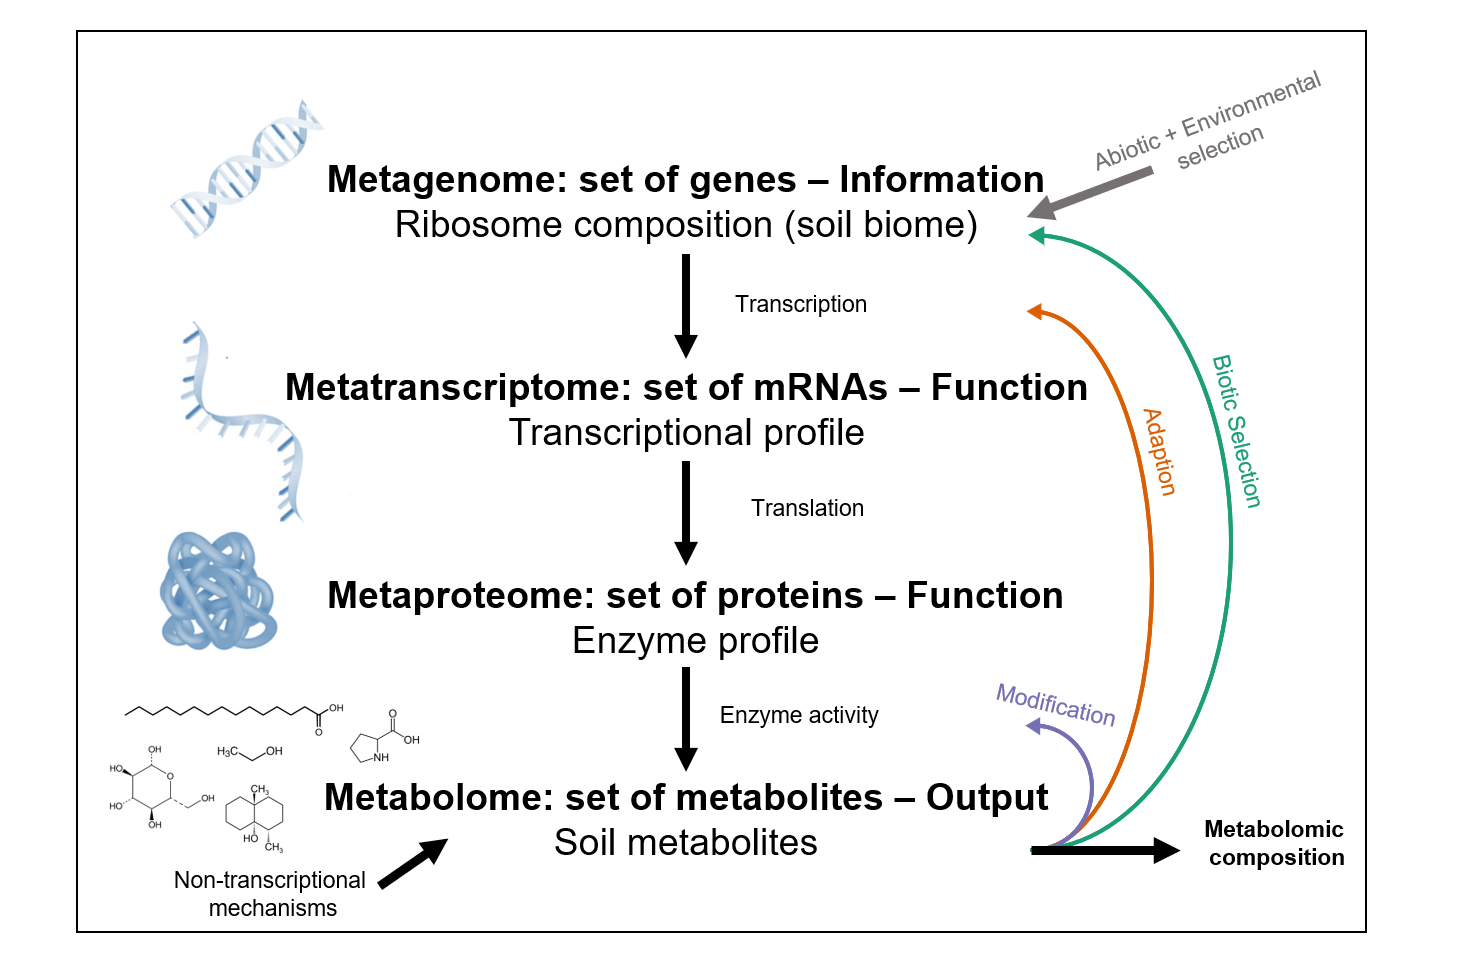 Abiotic + Environmental
selection
Metagenome: set of genes – Information
Ribosome composition (soil biome)
Transcription
Metatranscriptome: set of mRNAs – Function
Transcriptional profile
Biotic Selection
Adaption
Translation
Metaproteome: set of proteins – Function
Enzyme profile
Modification
Enzyme activity
OH
O
O
OH
NH
H₃C
OH
OH
HO
O
HO
OH
OH
CH₃
HO
CH₃
Metabolome: set of metabolites – Output
Soil metabolites
Metabolomic
composition
Non-transcriptional
mechanisms